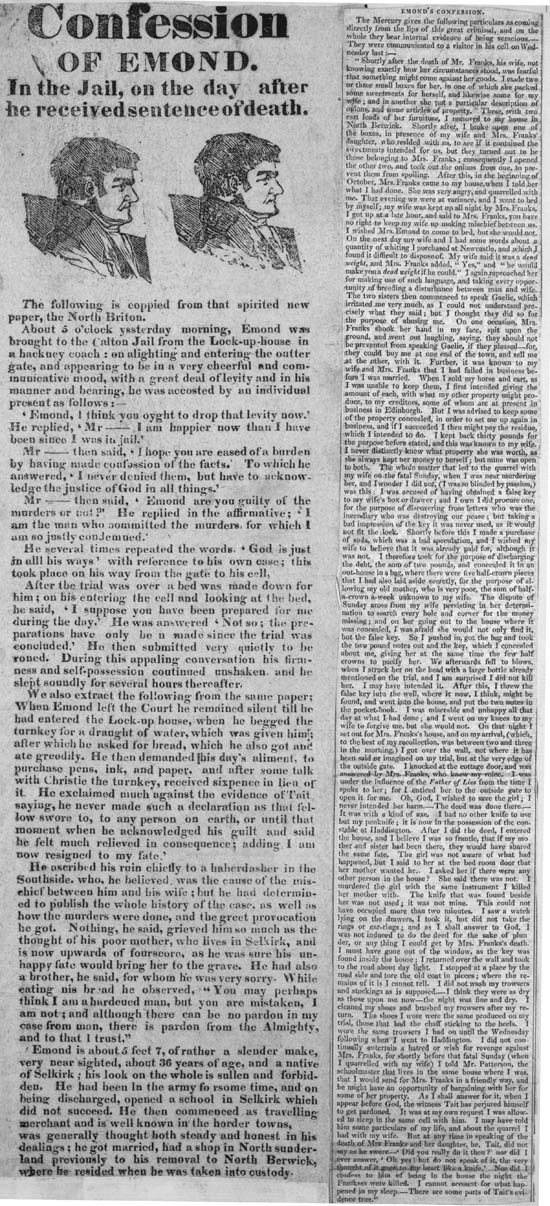 Confession
OF EMOND.
In the Jail, on the day after
he received sentence of death.
The following is coppied from that spirited new
paper, the North Briton.
About 5 o'clock ysterday morning, Emond was
brought to the Calton Jail from the Lock-up-house in
a hackney coach : on alighting and entering the outter
gate, and appearing to be in a very cheerful and com-
municative mood, with a great deal of levity and in his
manner and bearing, he was accosted by an individual
present as follows :—
' Emond, I think you oyght to drop that levity now.'
He replied, ' Mr —— I am happier now than I have
been since I was in jail.'
Mr —— then said, ' I hope you are eased of a burden
by having made confossion of the facts.' To which he
answered, ' I never denied them, but have to acknow-
ledge the justice of God in all things.'
Mr —— then said, ' Emond are you guilty of the
murders or not?' He replied in the affirmative; ' I
am the man who committed the murders for which I
am so justly condemned.'
He several times repeated the words. ' God is just
in alll his ways' with reference to his own case; this
took place on his way from the gate to his cell,
After the trial was over a bed was made down for
him ; on his entering the cell and looking at the bed,
he said, ' I suppose you have been prepared for me
during the day.' He was answered ' Not so ; the pre-
parations have only be n made since the trial was
concluded.' He then submitted very quietly to be
roned. During this appaling conversation his firm-
ness and self-possession continued unshaken. and he
slept soundly for several hours thereafter.
We also extract the following from the same paper;
When Emond left the Court he remained silent till he
had entered the Lock-up house, when he begged the
turnkey for a draught of water, which was given him;
after which he asked for bread, which he also got and
ate greedily. He then demanded his day's aliment, to
purchase pens, ink, and paper, and after some talk
with Christie the turnkey, received sixpence in lieu of
it. He exclaimed much against the evidence of Tait
saying, he never made such a declaration as that fel-
low swore to, to any person on earth, or until that
moment when be acknowledged his guilt and said
he felt much relieved in consequence; adding I am
now resigned to my fate.'
He ascribed his ruin chiefly to a haberdasher in the
Southside. who, he believed was the cause of the mis-
chief between him and his wife ; but he had determin-
ed to publish the whole history of the case, as well as
how the murders were done, and the greet provocation
he got. Nothing, he said, grieved him so much as the
thought of his poor mother, who lives in Selkirk, and
is now upwards of fourscore, as he was sure his un-
happy fate would bring her to the grave. He had also
a brother, he said, for whom he was very sorry. While
eating nis bread he observed, "You may perhaps
think I am a hardened man, but you are mistaken, I
am not ; and although there can be no pardon in my
case from man, there is pardon from the Almighty,
and to that I trust."
Emond is about 5 feet 7, of rather a slender make,
very near sighted, about 36 years of age, and a native
of Selkirk ; his look on the whole is sullen and forbid-
den. He had been in the army fo rsome time, and on
being discharged, opened a school in Selkirk which
did not succeed. He then commenced as travelling
merchant and is well known in the horder towns,
was generally thought both steady and honest in his
dealings ; he got married, had a shop in North sunder-
land previously to his removal to North Berwick,
where he resided when he was taken into custody.
EMOND'S CONFESSION.
The Mercury gives the following particulars as coming
directly from the lips of this great criminal, and on the
whole they bear internal evidence of being veracious.—
They were communicated to a visitor in his cell on Wed-
nesday last :—
" Shortly after the death of Mr. Franks, his wife, not
knowing exactly how her circumstances stood, was fearful
that something might come against her goods. I made two
or three small boxes for her, in one of which she packed
some sweetmeats for herself, and likewise some for my
wife ; and in another she put a particular description of
onions, and some articles of property. These, with two
cart loads of her furniture, I removed to my house in
North Berwick. Shortly after, I broke open one of
the boxes, in presence of my wife and Mrs. Franks'
daughter, who resided with us, to see if it contained the
sweetmeats intended for us, but they turned out to be
those belonging to Mrs. Franks ; consequently I opened
the other two, and took out the onions from one, to pre-
vent them from spoiling. After this, in the beginning of
October, Mrs. Franks came to my house, when I told her
what I had done. She was very angry, and quarrelled with
me. That evening we were at variance, and I went to bed
by myself; my wife was kept up all night by Mrs. Franks.
I got up at a late hour, and said to Mrs. Franks, you have
no right to keep my wife up making mischief between us.
I wished Mrs. Emond to come to bed, but she would not.
On the next day my wife and I had some words about a
quantity of whiting I purchased at Newcastle, and which I
found it difficult to dispose of. My wife said it was a dead
weight, and Mrs. Franks added, " Yes," and " he would
make you a dead weight if he could." I again reproached her
for making use of such language, and taking every oppor-
tunity of breeding a disturbance between man and wife.
The two sisters then commenced to speak Gaelic, which
irritated me very much, as I could not understand pre-
cisely what they said ; but I thought they did so for
the purpose of abusing me. On one occasion, Mrs.
Franks shook her hand in my face, spit upon the
ground, and went out laughing, saying, they should not
be prevented from speaking Gaelic, if they pleased—for,
they could buy me at one end of the town, and sell me
at the other, with it. Further, it was known to my
wife and Mrs. Franks that I had failed in business be-
fore I was married. When I sold my horse and cart, as
I was unable to keep them, I first intended giving the
amount of each, with what my other property might pro-
duce, to my creditors, some of whom are at present in
business in Edinburgh. But I was advised to keep some
of the property concealed, in order to set me up again in
business, and if I succeeded I then might pay the residue,
which I intended to do. I kept back thirty pounds for
the purpose before stated, and this was known to my wife.
I never distinctly knew what property she was worth, as
she always kept her money to herself ; but mine was open
to both. The whole matter that led to the quarrel with
my wife on the fatal Sunday, when I was near murdering
her, and I wonder I did not, (I was so blinded by passion,)
was this : I was accused of having obtained a false key
to my wife's box or drawer ; and I own I did procure one,
for the purpose of discovering from letters who was the
incendiary who was destroying our peace ; but taking a
bad impression of the key it was never used, as it would
not fit the lock. Shortly before this I made a purchase
of soda, which was a bad speculation, and I wished my
wife to believe that it was already paid for, although it
was not. I therefore took for the purpose of discharging
the debt, the sum of two pounds, and concealed it in an
out-house in a bag, where there were five half-crown pieces
that I had also laid aside secretly, for the purpose of al-
lowing my old mother, who is very poor, the sum of half-
a-crown a-week unknown to my wife. The dispute of
Sunday arose from my wife persisting in her determi-
nation to search every hole and corner for the money
missing ; and on her going out to the house where it
was concealed, I was afraid she would not only find it,
but the false key. So I pushed in, got the bag and took
the two pound notes out and the key, which I concealed
about me, giving her at the same time the few half
crowns to pacify her. We afterwards fell to blows,
when I struck her on the head with a large bottle already
mentioned on the trial, and I am surprised I did not kill
her. I may have intended it. After this, I threw the
false key into the well, where it now, I think, might be
found, and went into the house, and put the two notes in
the pocket-book. I was miserable and unhappy all that
day at what I had done ; and I went on my knees to my
wife to forgive me, but she would not. On that night I
set out for Mrs. Franks's house, and on my arrival, (which,
to the best of my recollection, was between two and three
in the morning,) I got over the wall, not where it has
been said or imagined on my trial, but at the very edge of
the outside gate. I knocked at the outage door, and was
answered by Mrs. Franks, who knew my voice. I was
under the influence of the Father of Lies from the time I
spoke to her ; for I enticed her to the outside gate to
open it for me. Oh, God, I wished to save the girl ; I
never intended her harm.—The deed was done there—
It was with a kind of axe. I had no other knife to use
but my penknife ; it is now in the possession of the con-
stable at Haddington. After I did the deed, I entered
the house, and I believe I was so frantic, that if my mo-
ther and sister had been there, they would have shared
the same fate. The girl was not aware of what had
happened, but I said to her at the bed room door that
her mother wanted her. I asked her if there were any
other person in the house ? She said there was not. I
murdered the girl with the same instrument I killed
her mother with. The knife that was found beside
her was not used ; it was not mine. This could not
have occupied more than two minutes. I saw a watch
lying on the drawers, I took it, but did not take the
rings or ear-rings ; and as I shall answer to God, I
was not induced to do the deed for the sake of plun-
der, or any thing I could get by Mrs. Franks's death.
I must have gone out of the window, as the key was
found inside the house ; I returned over the wall and took
to the road about day light. I stopped at a place by the
road side and tore the old coat in pieces ; where the re-
mains of it is I cannot tell. I did not wash my trowsers
and stockings as is supposed.—I think they were as dry
as those upon me now—the night was fine and dry. I
cleaned my shoes and brushed my trowsers after my re-
turn. The shoes I wore were the same produced on my
trial, those that had the chaff sticking to the heels. I
wore the same trowsers I had on until the Wednesday
following when I went to Haddington. I did not con-
tinually entertain a hatred or wish for revenge against
Mrs. Franks, for shortly before that fatal Sunday (when
I quarrelled with my wife) I told Mr. Patterson, the
schoolmaster that lives in the same house where I was,
that I would send for Mrs. Franks in a friendly way, and
he might have an opportunity of bargaining with her for
some of her property. As I shall answer for it, when I
appear before God, the witness Tait has perjured himself
to get pardoned. It was at my own request I was allow-
ed to sleep in the same cell with him. I may have told
him some particulars of my life, and about the quarrel I
had with my wife. But at any time in speaking of the
death of Mrs Franks and her daughter, he, Tait, did not
say as he swore—' Did you really do it then ?' nor did I
ever answer, ' Oh yes ! but do not speak of it, the very
thought of it goes to my heart like a knife.' Nor did I
confess to him of being in the house the night the
Frankses were killed. I cannot account for what hap-
pened in my sleep.—There are some parts of Tait's evi-
dence true."